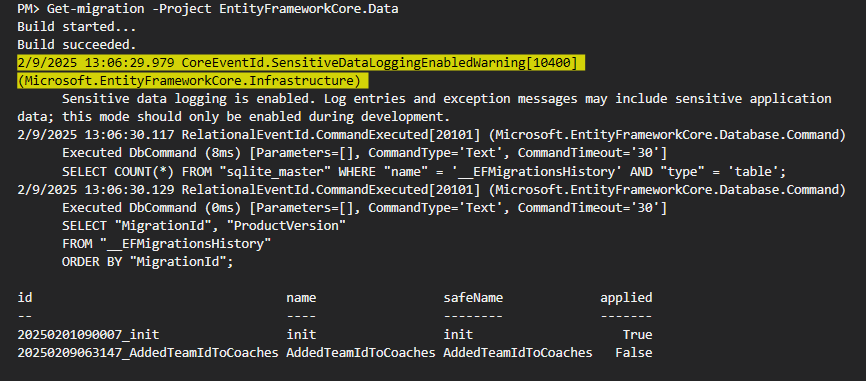 PM> Get-migration -Project EntityFrameworkCore.Data
Build started...
Build succeeded.
2/9/2025 13:06:29.979 CoreEventId.SensitiveDataLoggingEnabledWarning[10400]
(Microsoft.EntityFrameworkCore.Infrastructure)
Sensitive data logging is enabled. Log entries and exception messages may include sensitive application
data; this mode should only be enabled during development.
2/9/2025 13:06:30.117 RelationalEventId.CommandExecuted[20101] (Microsoft.EntityFrameworkCore.Database.Command)
Executed DbCommand (8ms) [Parameters=[], CommandType='Text', CommandTimeout='30']
SELECT COUNT(*) FROM "sqlite_master" WHERE "name" = '__EFMigrationsHistory' AND "type" = 'table';
2/9/2025 13:06:30.129 RelationalEventId.CommandExecuted[20101] (Microsoft.EntityFrameworkCore.Database.Command)
Executed DbCommand (0ms) [Parameters=[], CommandType='Text', CommandTimeout='30']
SELECT "MigrationId", "ProductVersion"
FROM "__EFMigrationsHistory"
ORDER BY "MigrationId";
id name safeName applied
-- ---- -------- -------
20250201090007_init init init True
20250209063147_AddedTeamIdToCoaches AddedTeamIdToCoaches AddedTeamIdToCoaches False